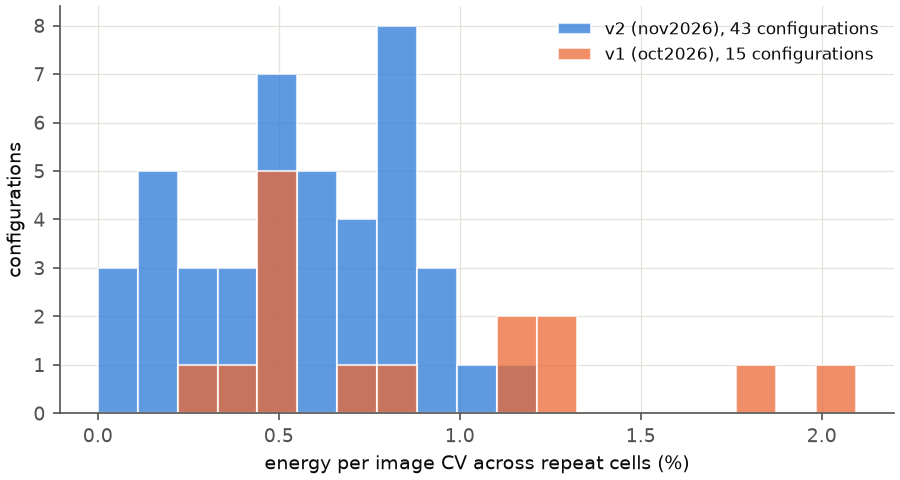 v2 (nov2026), 43 configurations
v1 (oct2026), 15 configurations
configurations
8
7
6
5
4
3
2
1
0
0.0 0.5 1.0 1.5 2.0
energy per image CV across repeat cells (%)